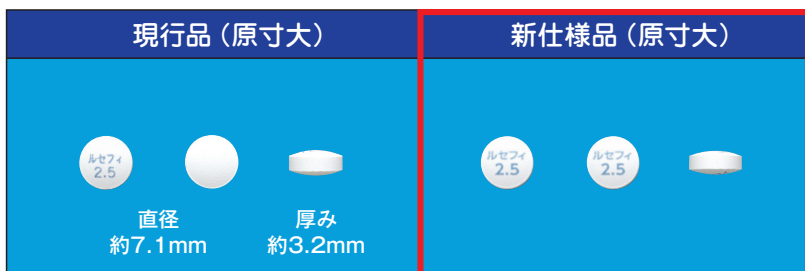 現行品（原寸大）
新仕様品（原寸大）
ルセフィ
2.5
ルセフィ
2.5
ルセフィ
2.5
直径
約7.1mm
厚み
約3.2mm